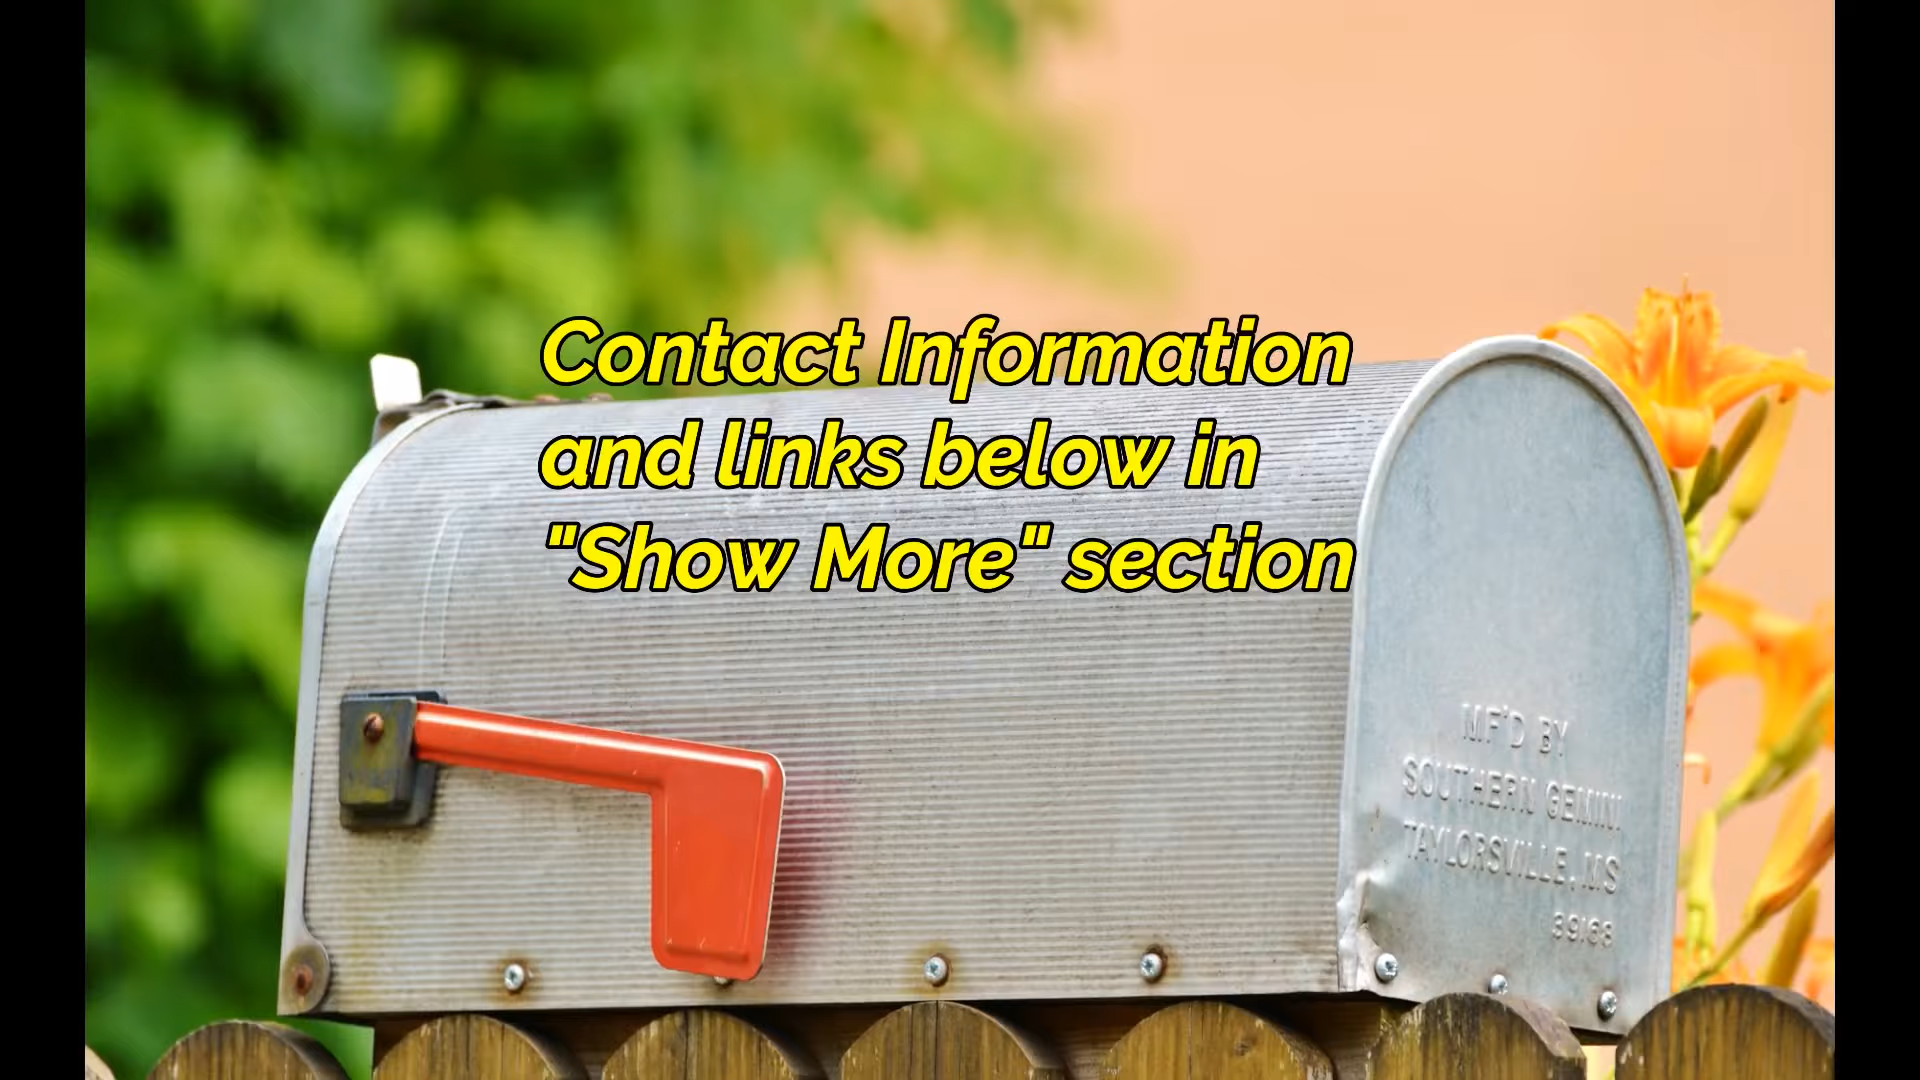 Contact Information
and links below in
"Show More" section
MF'D BY
SOUTHERN GEMINI
TAYLORSVILLE, MS
39168